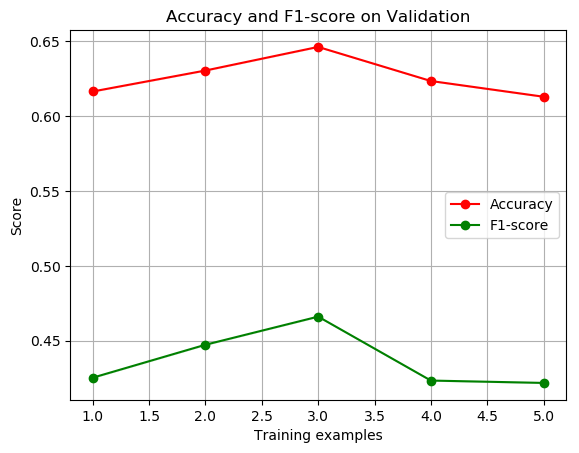 Accuracy and F1-score on Validation
0.65
0.60
0.55
0.50
0.45
Score
Accuracy
F1-score
1.0 1.5 2.0 2.5 3.0 3.5 4.0 4.5 5.0
Training examples